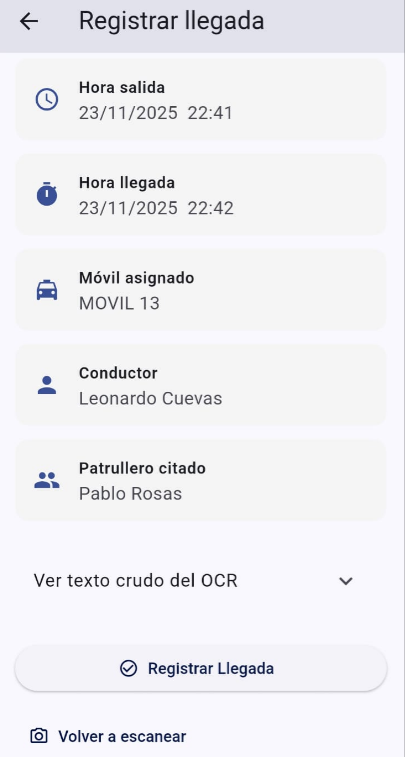 Registrar llegada
Hora salida
23/11/2025 22:41
Hora llegada
23/11/2025 22:42
Móvil asignado
MOVIL 13
Conductor
Leonardo Cuevas
Patrullero citado
Pablo Rosas
Ver texto crudo del OCR
Registrar Llegada
Volver a escanear